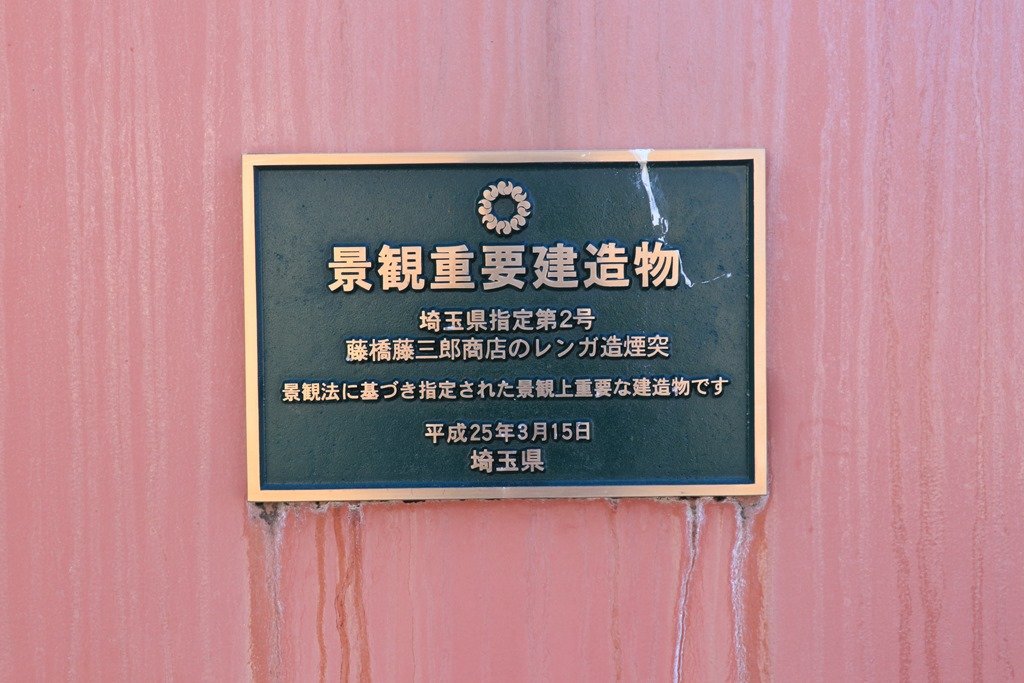 景観重要建造物
埼玉県指定第2号
藤橋藤三郎商店のレンガ造煙突
景観法に基づき指定された景観上重要な建造物です
平成25年3月15日
埼玉県